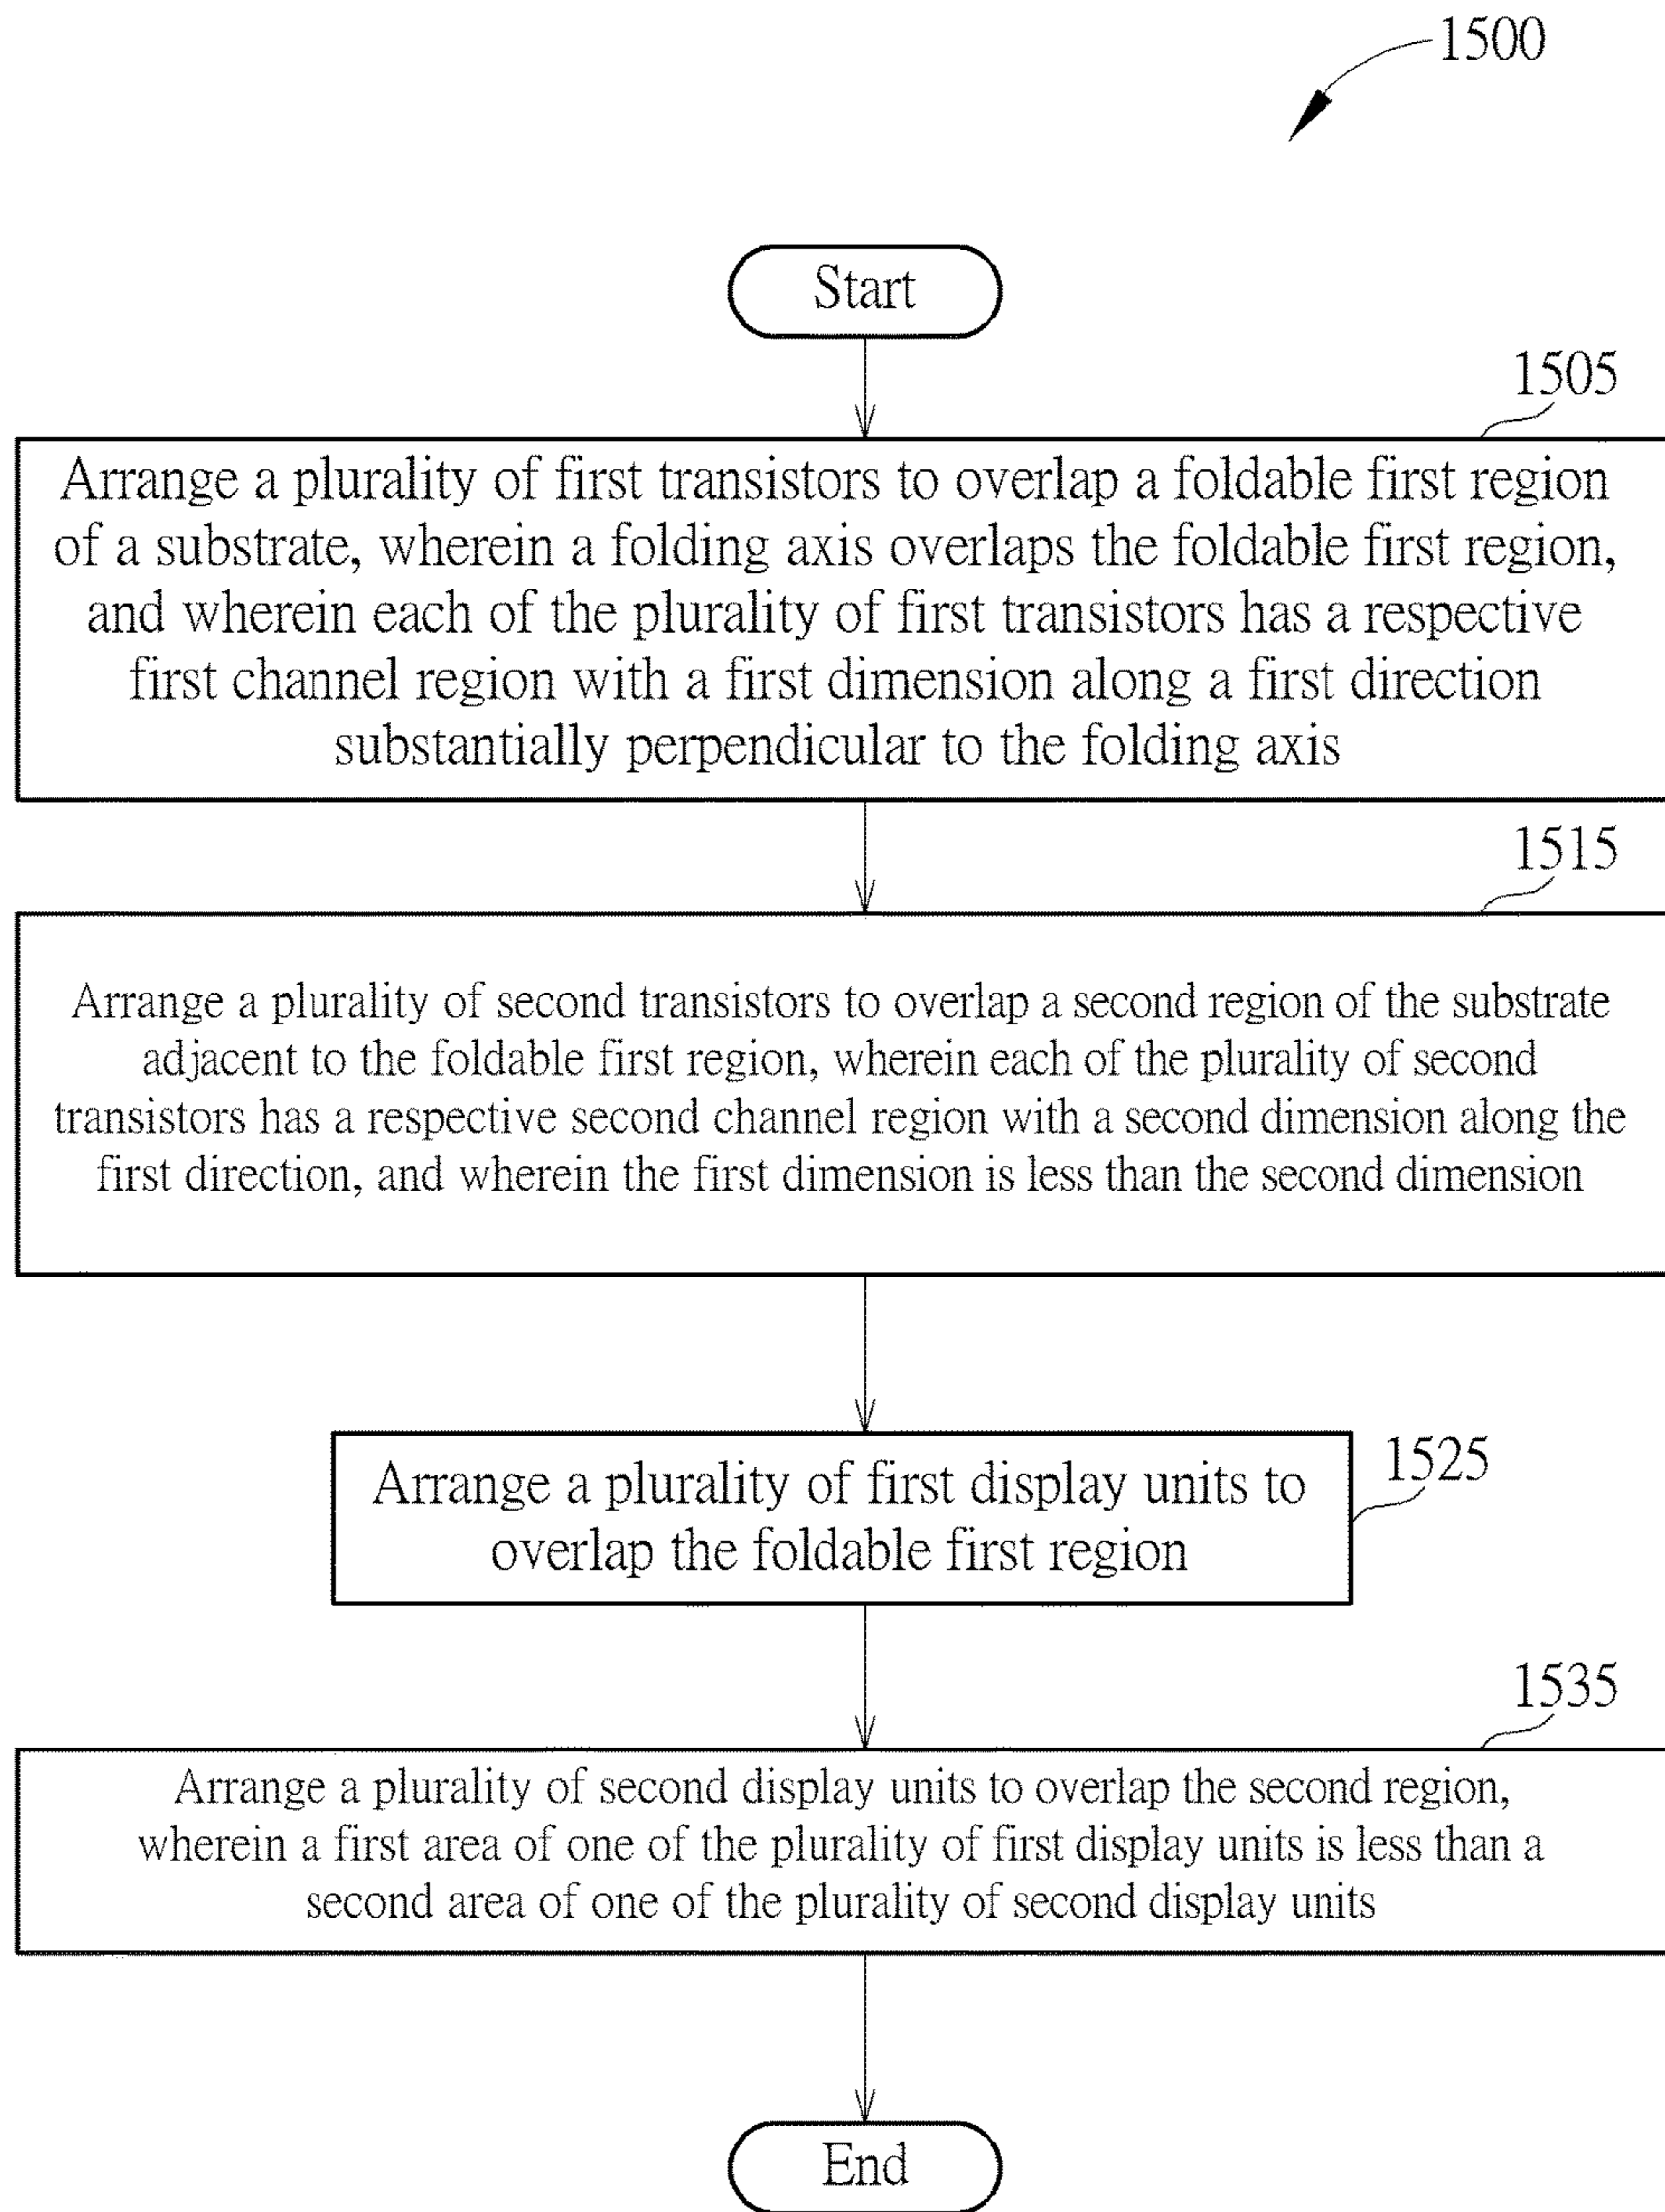 1500
Start
1505
Arrange a plurality of first transistors to overlap a foldable first region
of a substrate, wherein a folding axis overlaps the foldable first region,
and wherein each of the plurality of first transistors has a respective
first channel region with a first dimension along a first direction
substantially perpendicular to the folding axis
1515
Arrange a plurality of second transistors to overlap a second region of the substrate
adjacent to the foldable first region, wherein each of the plurality of second
transistors has a respective second channel region with a second dimension along the
first direction, and wherein the first dimension is less than the second dimension
1525
Arrange a plurality of first display units to
overlap the foldable first region
1535
Arrange a plurality of second display units to overlap the second region,
wherein a first area of one of the plurality of first display units is less than a
second area of one of the plurality of second display units
End